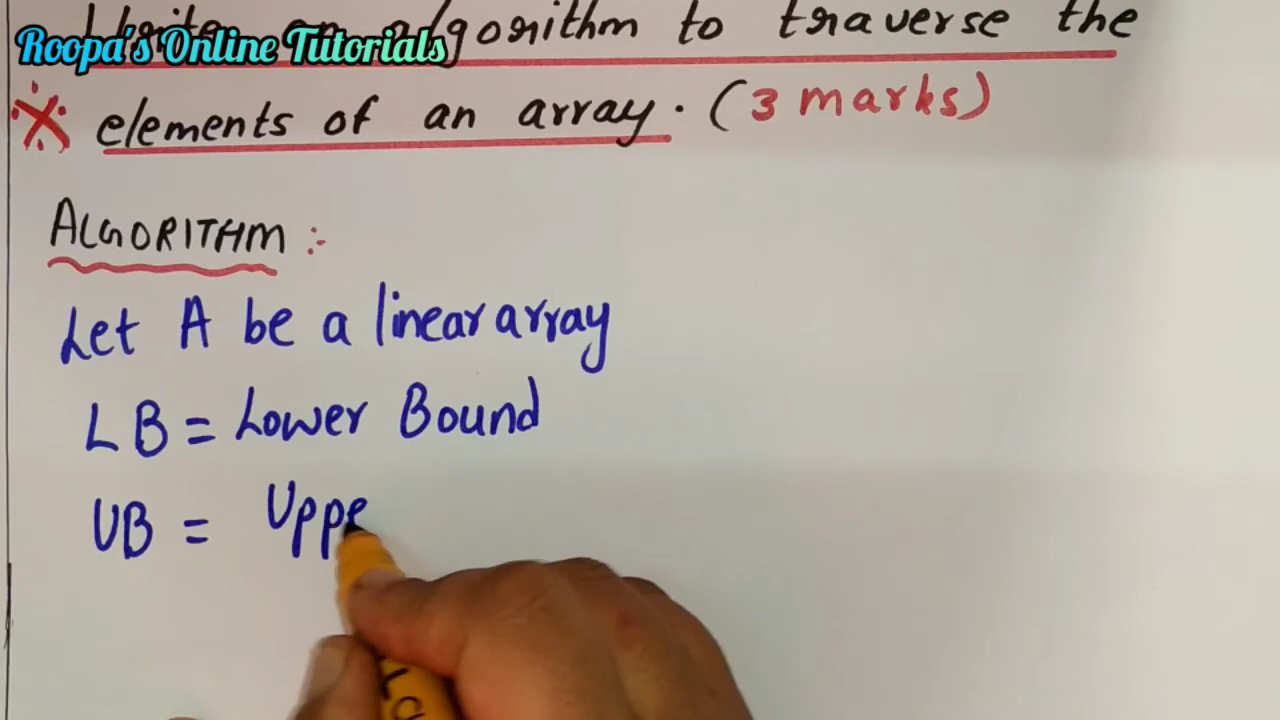 Roopa's Online Tutorials
algorithm to traverse the
elements of an array. (3 marks)
ALGORITHM :-
Let A be a linear array
LB = Lower Bound
UB = Uppe